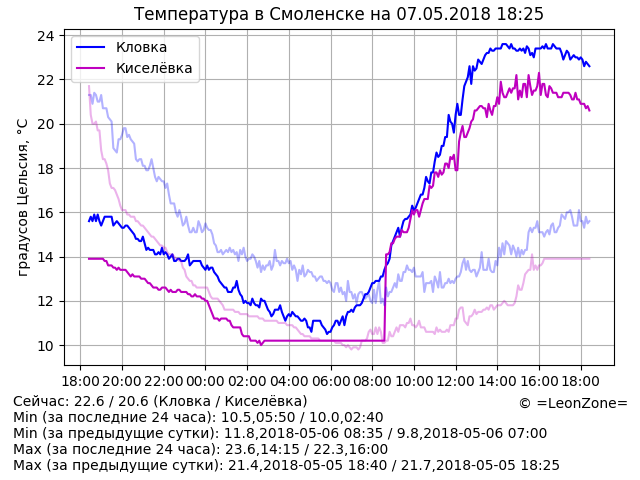 Температура в Смоленске на 07.05.2018 18:25
градусов Цельсия, °C
24
22
20
18
16
14
12
10
Кловка
Киселёвка
18:00 20:00 22:00 00:00 02:00 04:00 06:00 08:00 10:00 12:00 14:00 16:00 18:00
Сейчас: 22.6 / 20.6 (Кловка / Киселёвка)
© =LeonZone=
Min (за последние 24 часа): 10.5,05:50 / 10.0,02:40
Min (за предыдущие сутки): 11.8,2018-05-06 08:35 / 9.8,2018-05-06 07:00
Max (за последние 24 часа): 23.6,14:15 / 22.3,16:00
Max (за предыдущие сутки): 21.4,2018-05-05 18:40 / 21.7,2018-05-05 18:25